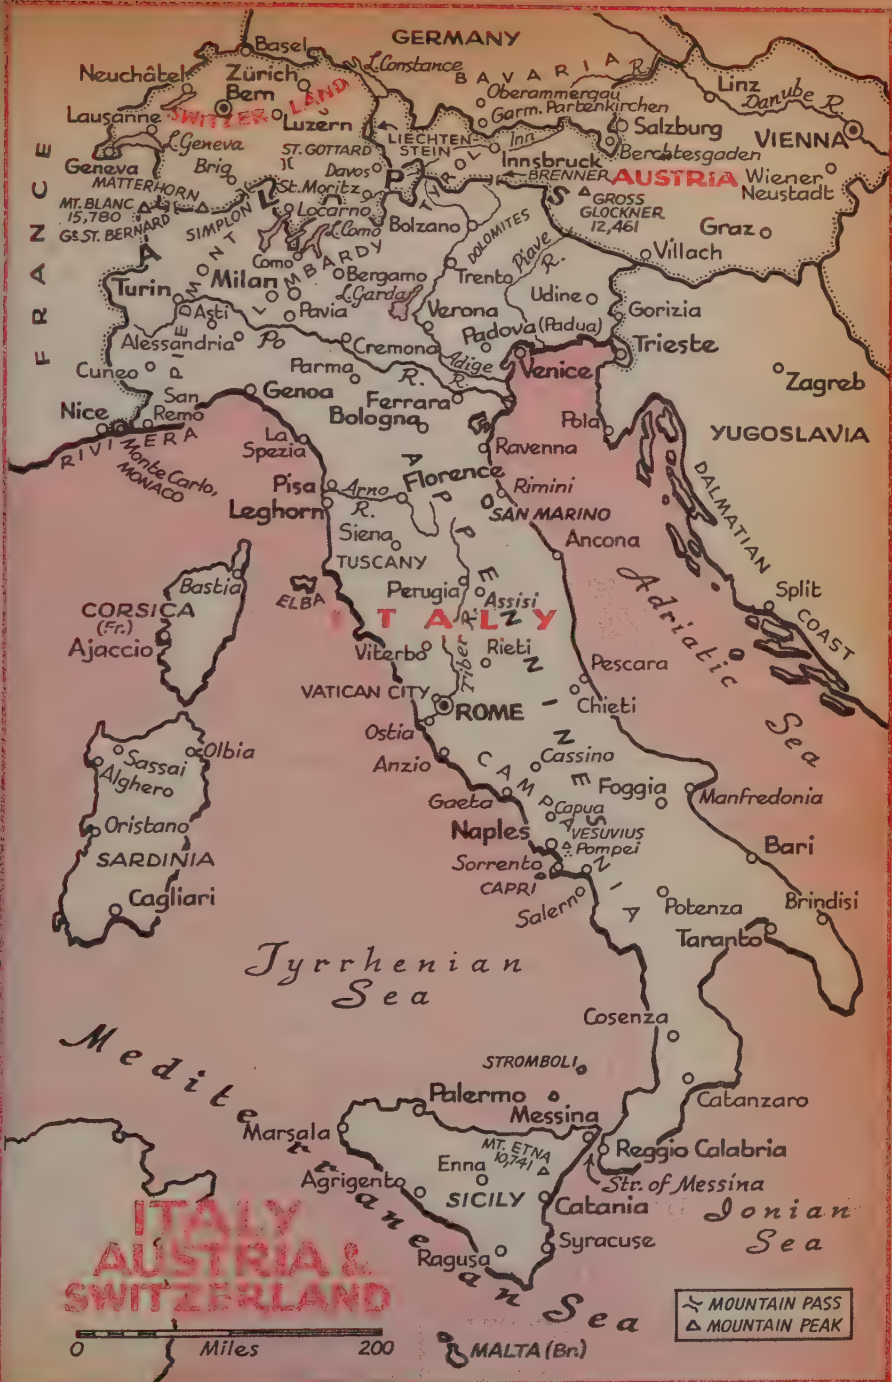 GERMANY
Basel
L. Constance
BAVARIA
R.
Neuchâtel
Zürich
Bern
SWITZERLAND
Lausanne
Luzern
L. Geneva
Geneva
Oberammergau
Garm. Partenkirchen
Linz
Danube R.
Salzburg
VIENNA
Berchtesgaden
LIECHTEN-
STEIN
Inn
TYROL
Innsbruck
BRENNER
AUSTRIA
Wiener
Neustadt
ST. GOTTARD
Brig
Davos
St. Moritz
MATTERHORN
MT. BLANC
15,780
Gt. ST. BERNARD
SIMPLON
ALPS
Locarno
L. Como
Como
Bolzano
DOLOMITES
GROSS
GLOCKNER
12,461
Graz
Villach
FRANCE
PIEDMONT
LOMBARDY
Milan
Bergamo
L. Garda
Trento
Piave
R.
Udine
Gorizia
Turin
Asti
Pavia
Verona
Padova (Padua)
Trieste
Alessandria
Po
R.
Cremona
Adige
R.
Venice
Zagreb
Cuneo
Parma
Ferrara
Genoa
Bologna
San
Remo
Nice
RIVIERA
Monte Carlo,
MONACO
La
Spezia
Ravenna
Pola
YUGOSLAVIA
Pisa
Arno
R.
Florence
Rimini
SAN MARINO
Leghorn
Siena
TUSCANY
APPENNINES
Ancona
DALMATIAN
COAST
Split
Adriatic
Sea
Bastia
CORSICA
(Fr.)
Ajaccio
ELBA
Perugia
Assisi
ITALY
Viterbo
Tiber R.
Rieti
Pescara
VATICAN CITY
ROME
Chieti
Ostia
Anzio
Cassino
CAMPANIA
Gaeta
Foggia
Manfredonia
Capua
Naples
VESUVIUS
Pompei
Sorrento
CAPRI
Salerno
Potenza
Bari
Brindisi
Taranto
Olbia
Sassai
Alghero
Oristano
SARDINIA
Cagliari
Tyrrhenian
Sea
Cosenza
Catanzaro
STROMBOLI
Mediterranean Sea
Palermo
Messina
Marsala
MT. ETNA
10,741
Reggio Calabria
Str. of Messina
Enna
Agrigento
SICILY
Catania
Ionian
Sea
Ragusa
Syracuse
ITALY
AUSTRIA &
SWITZERLAND
0 Miles 200
MOUNTAIN PASS
MOUNTAIN PEAK
MALTA (Br.)